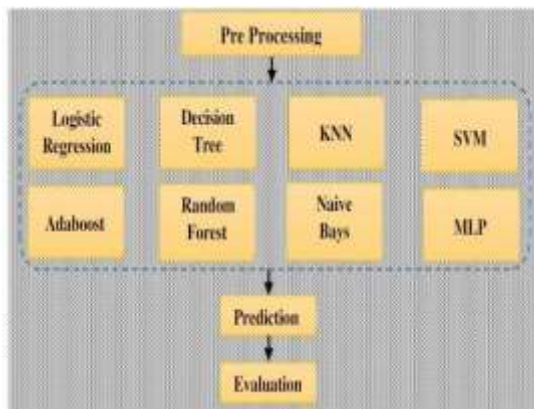 Pre Processing
Logistic
Regression
Decision
Tree
KNN
SVM
Adaboost
Random
Forest
Naive
Bays
MLP
Prediction
Evaluation